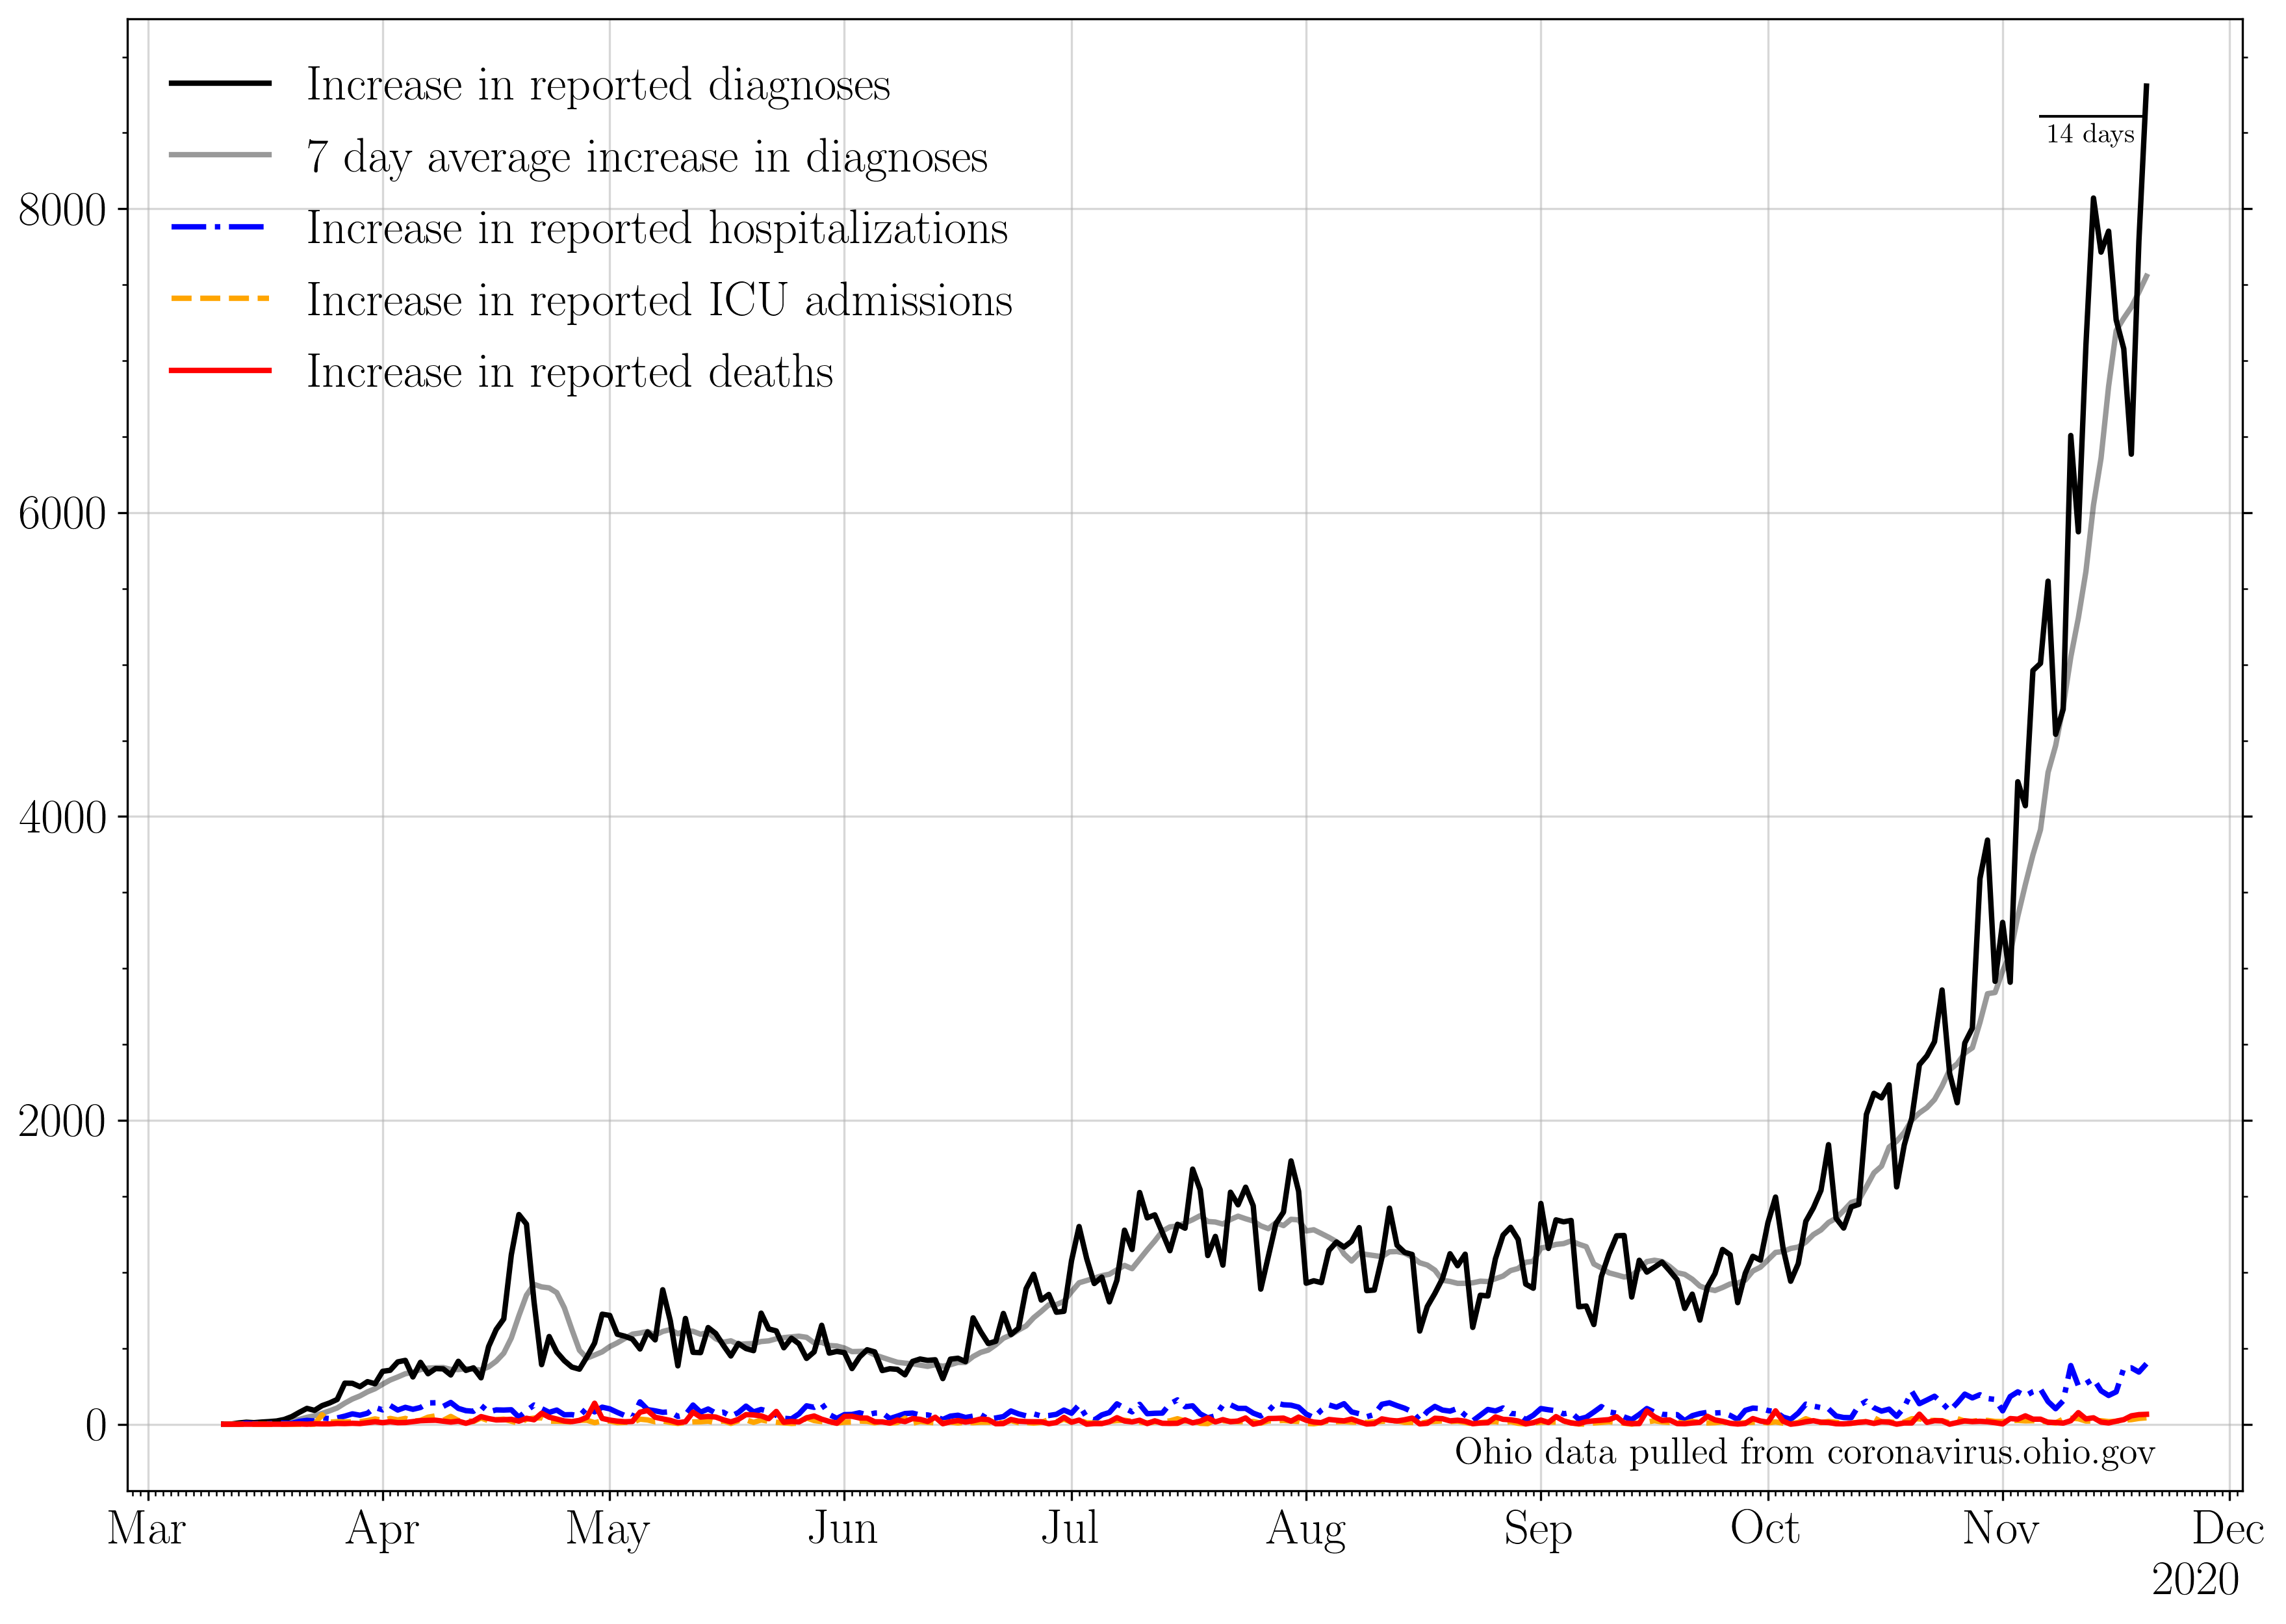 Increase in reported diagnoses
7 day average increase in diagnoses
Increase in reported hospitalizations
Increase in reported ICU admissions
Increase in reported deaths
14 days
8000
6000
4000
2000
0
Ohio data pulled from coronavirus.ohio.gov
Mar Apr May Jun Jul Aug Sep Oct Nov Dec
2020